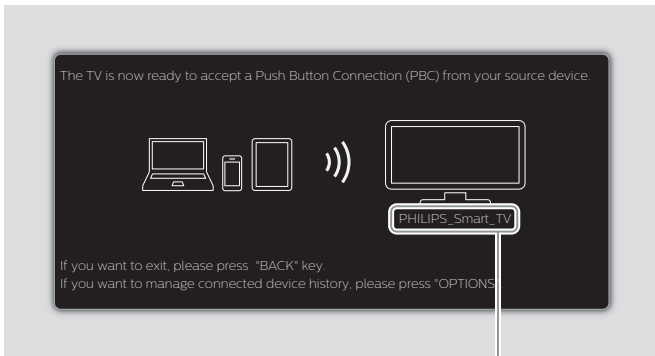 The TV is now ready to accept a Push Button Connection (PBC) from your source device.
PHILIPS_Smart_TV
If you want to exit, please press "BACK" key.
If you want to manage connected device history, please press "OPTIONS